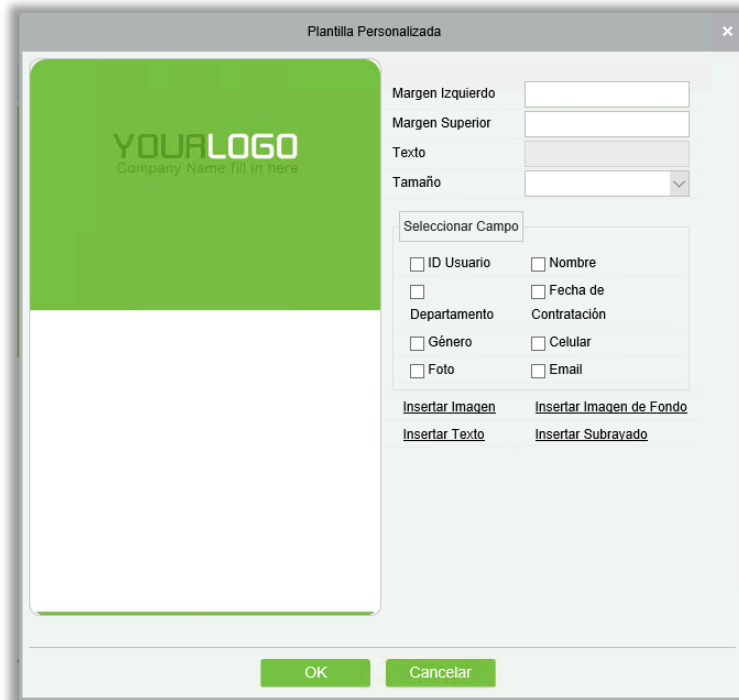 Plantilla Personalizada
YOURLOGO
Company Name fill in here
Margen Izquierdo
Margen Superior
Texto
Tamaño
Seleccionar Campo
ID Usuario Nombre
Fecha de
Departamento Contratación
Género Celular
Foto Email
Insertar Imagen Insertar Imagen de Fondo
Insertar Texto Insertar Subrayado
OK Cancelar